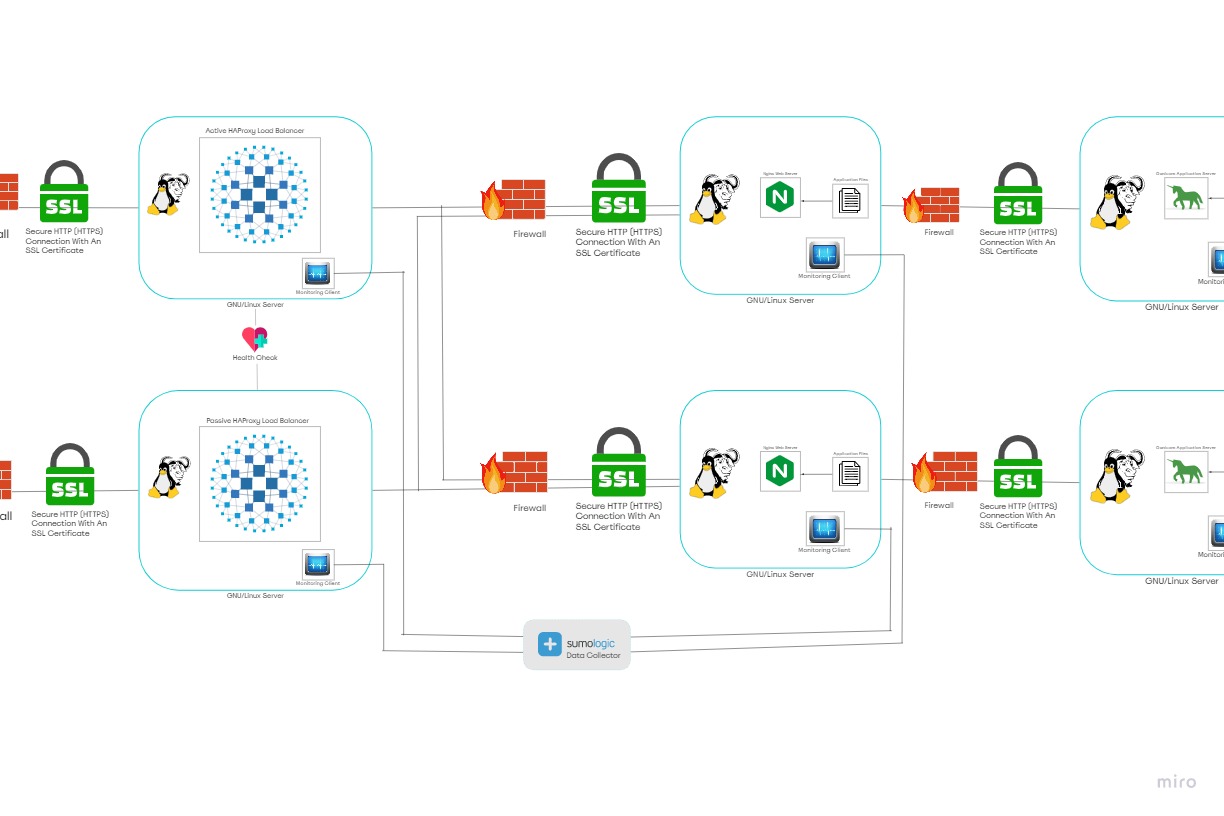 Active HAProxy Load Balancer
SSL
all
Secure HTTP (HTTPS)
Connection With An
SSL Certificate
Monitoring Client
GNU/Linux Server
Firewall
SSL
Secure HTTP (HTTPS)
Connection With An
SSL Certificate
Nginx Web Server
Application Files
Monitoring Client
GNU/Linux Server
Firewall
SSL
Secure HTTP (HTTPS)
Connection With An
SSL Certificate
Gunicorn Application Server
Monitori
GNU/Linux Server
Health Check
Passive HAProxy Load Balancer
SSL
all
Secure HTTP (HTTPS)
Connection With An
SSL Certificate
Monitoring Client
GNU/Linux Server
Firewall
SSL
Secure HTTP (HTTPS)
Connection With An
SSL Certificate
Nginx Web Server
Application Files
Monitoring Client
GNU/Linux Server
Firewall
SSL
Secure HTTP (HTTPS)
Connection With An
SSL Certificate
Gunicorn Application Server
Monitori
GNU/Linux Server
sumologic
Data Collector
miro